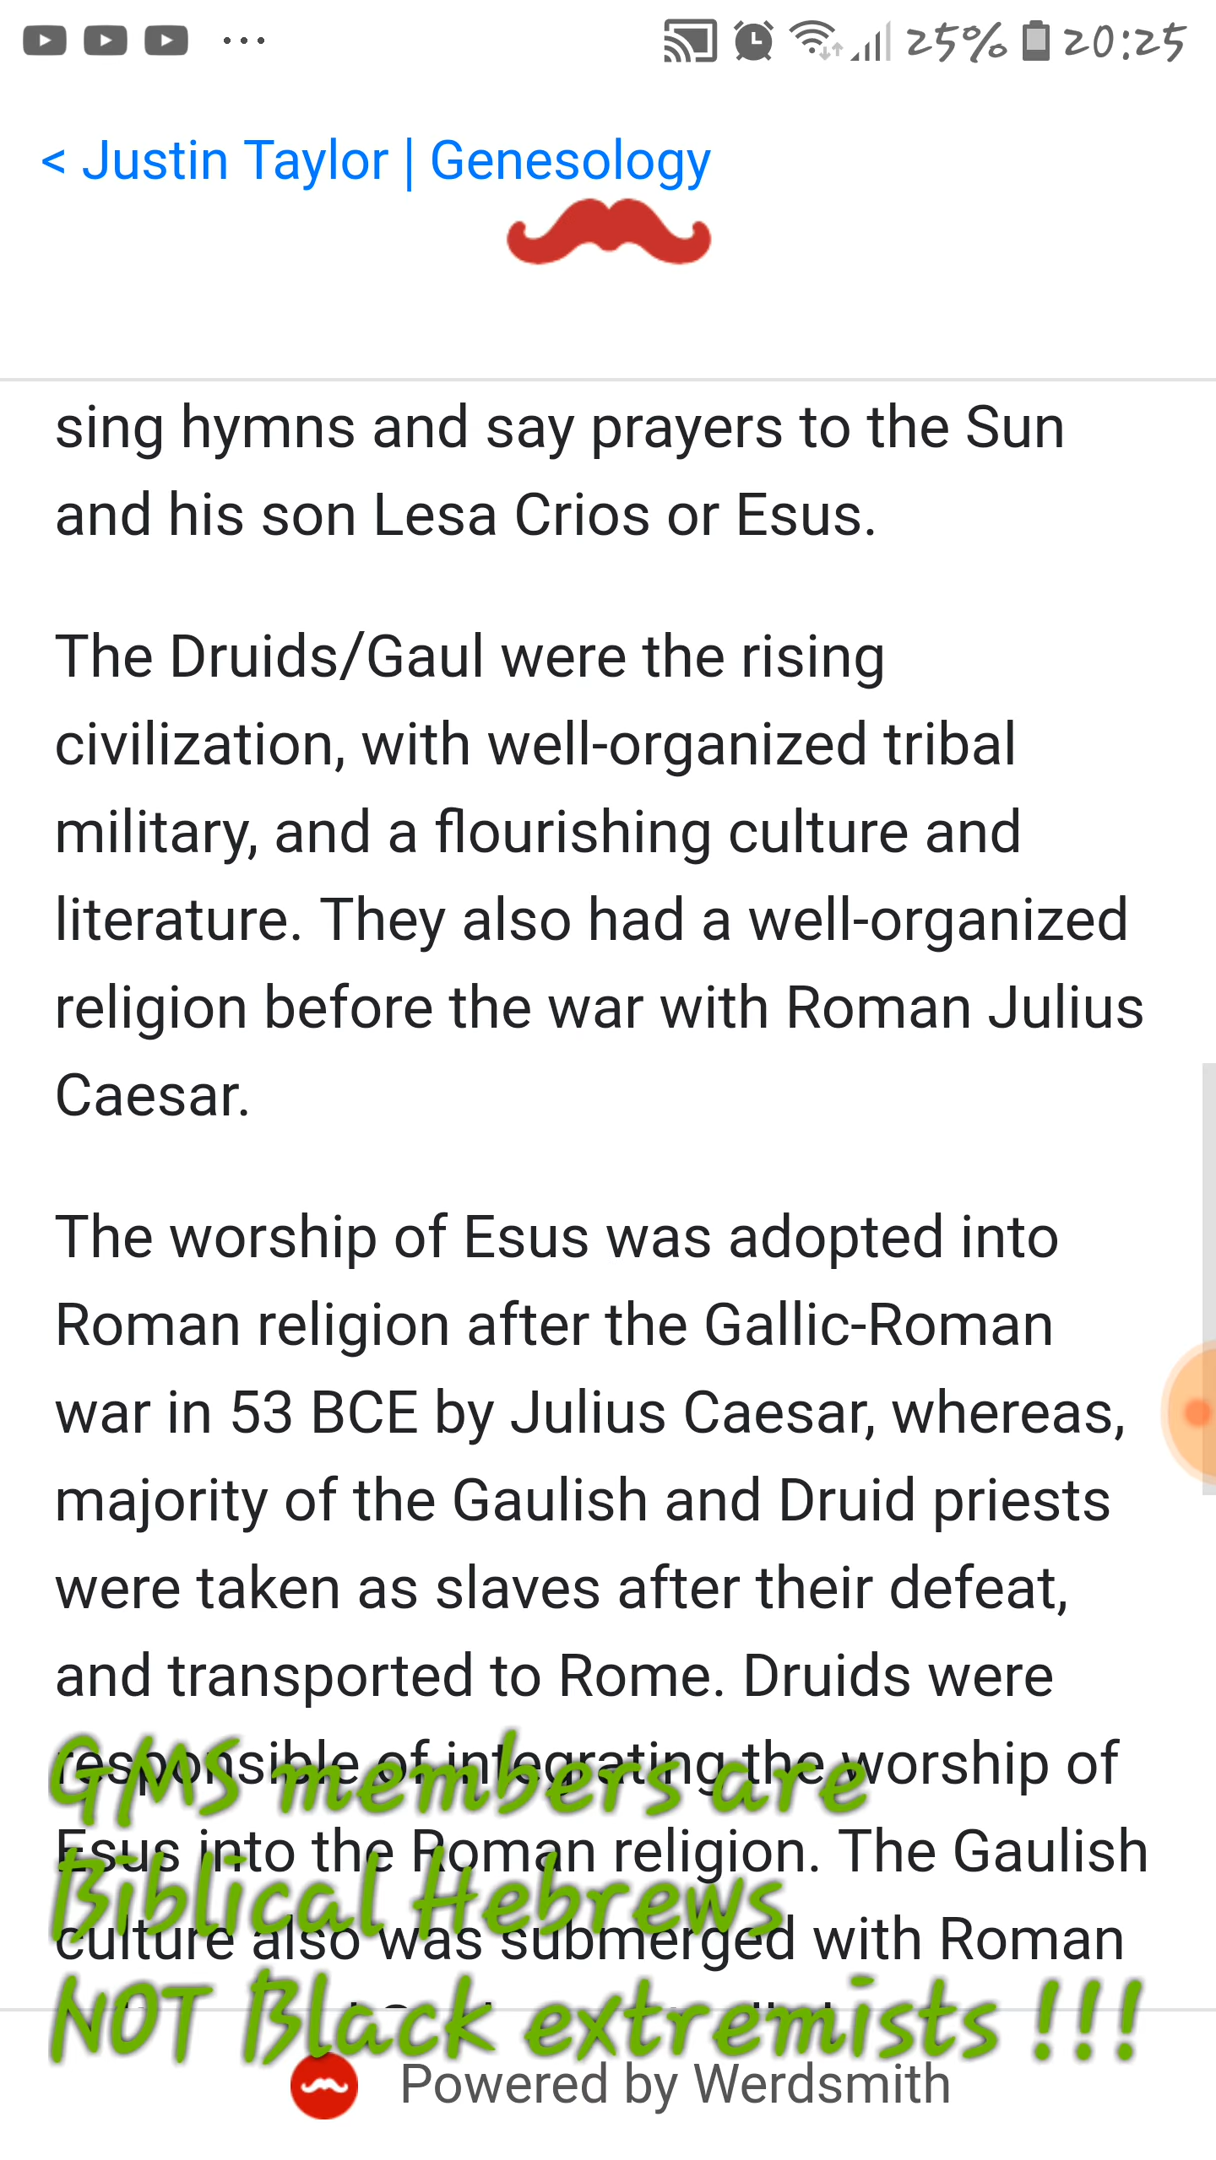 25% 20:25
< Justin Taylor | Genesology
sing hymns and say prayers to the Sun
and his son Lesa Crios or Esus.
The Druids/Gaul were the rising
civilization, with well-organized tribal
military, and a flourishing culture and
literature. They also had a well-organized
religion before the war with Roman Julius
Caesar.
The worship of Esus was adopted into
Roman religion after the Gallic-Roman
war in 53 BCE by Julius Caesar, whereas,
majority of the Gaulish and Druid priests
were taken as slaves after their defeat,
and transported to Rome. Druids were
responsible of integrating the worship of
GMS members are
Esus into the Roman religion. The Gaulish
Biblical Hebrews
culture also was submerged with Roman
NOT Black extremists !!!
Powered by Werdsmith